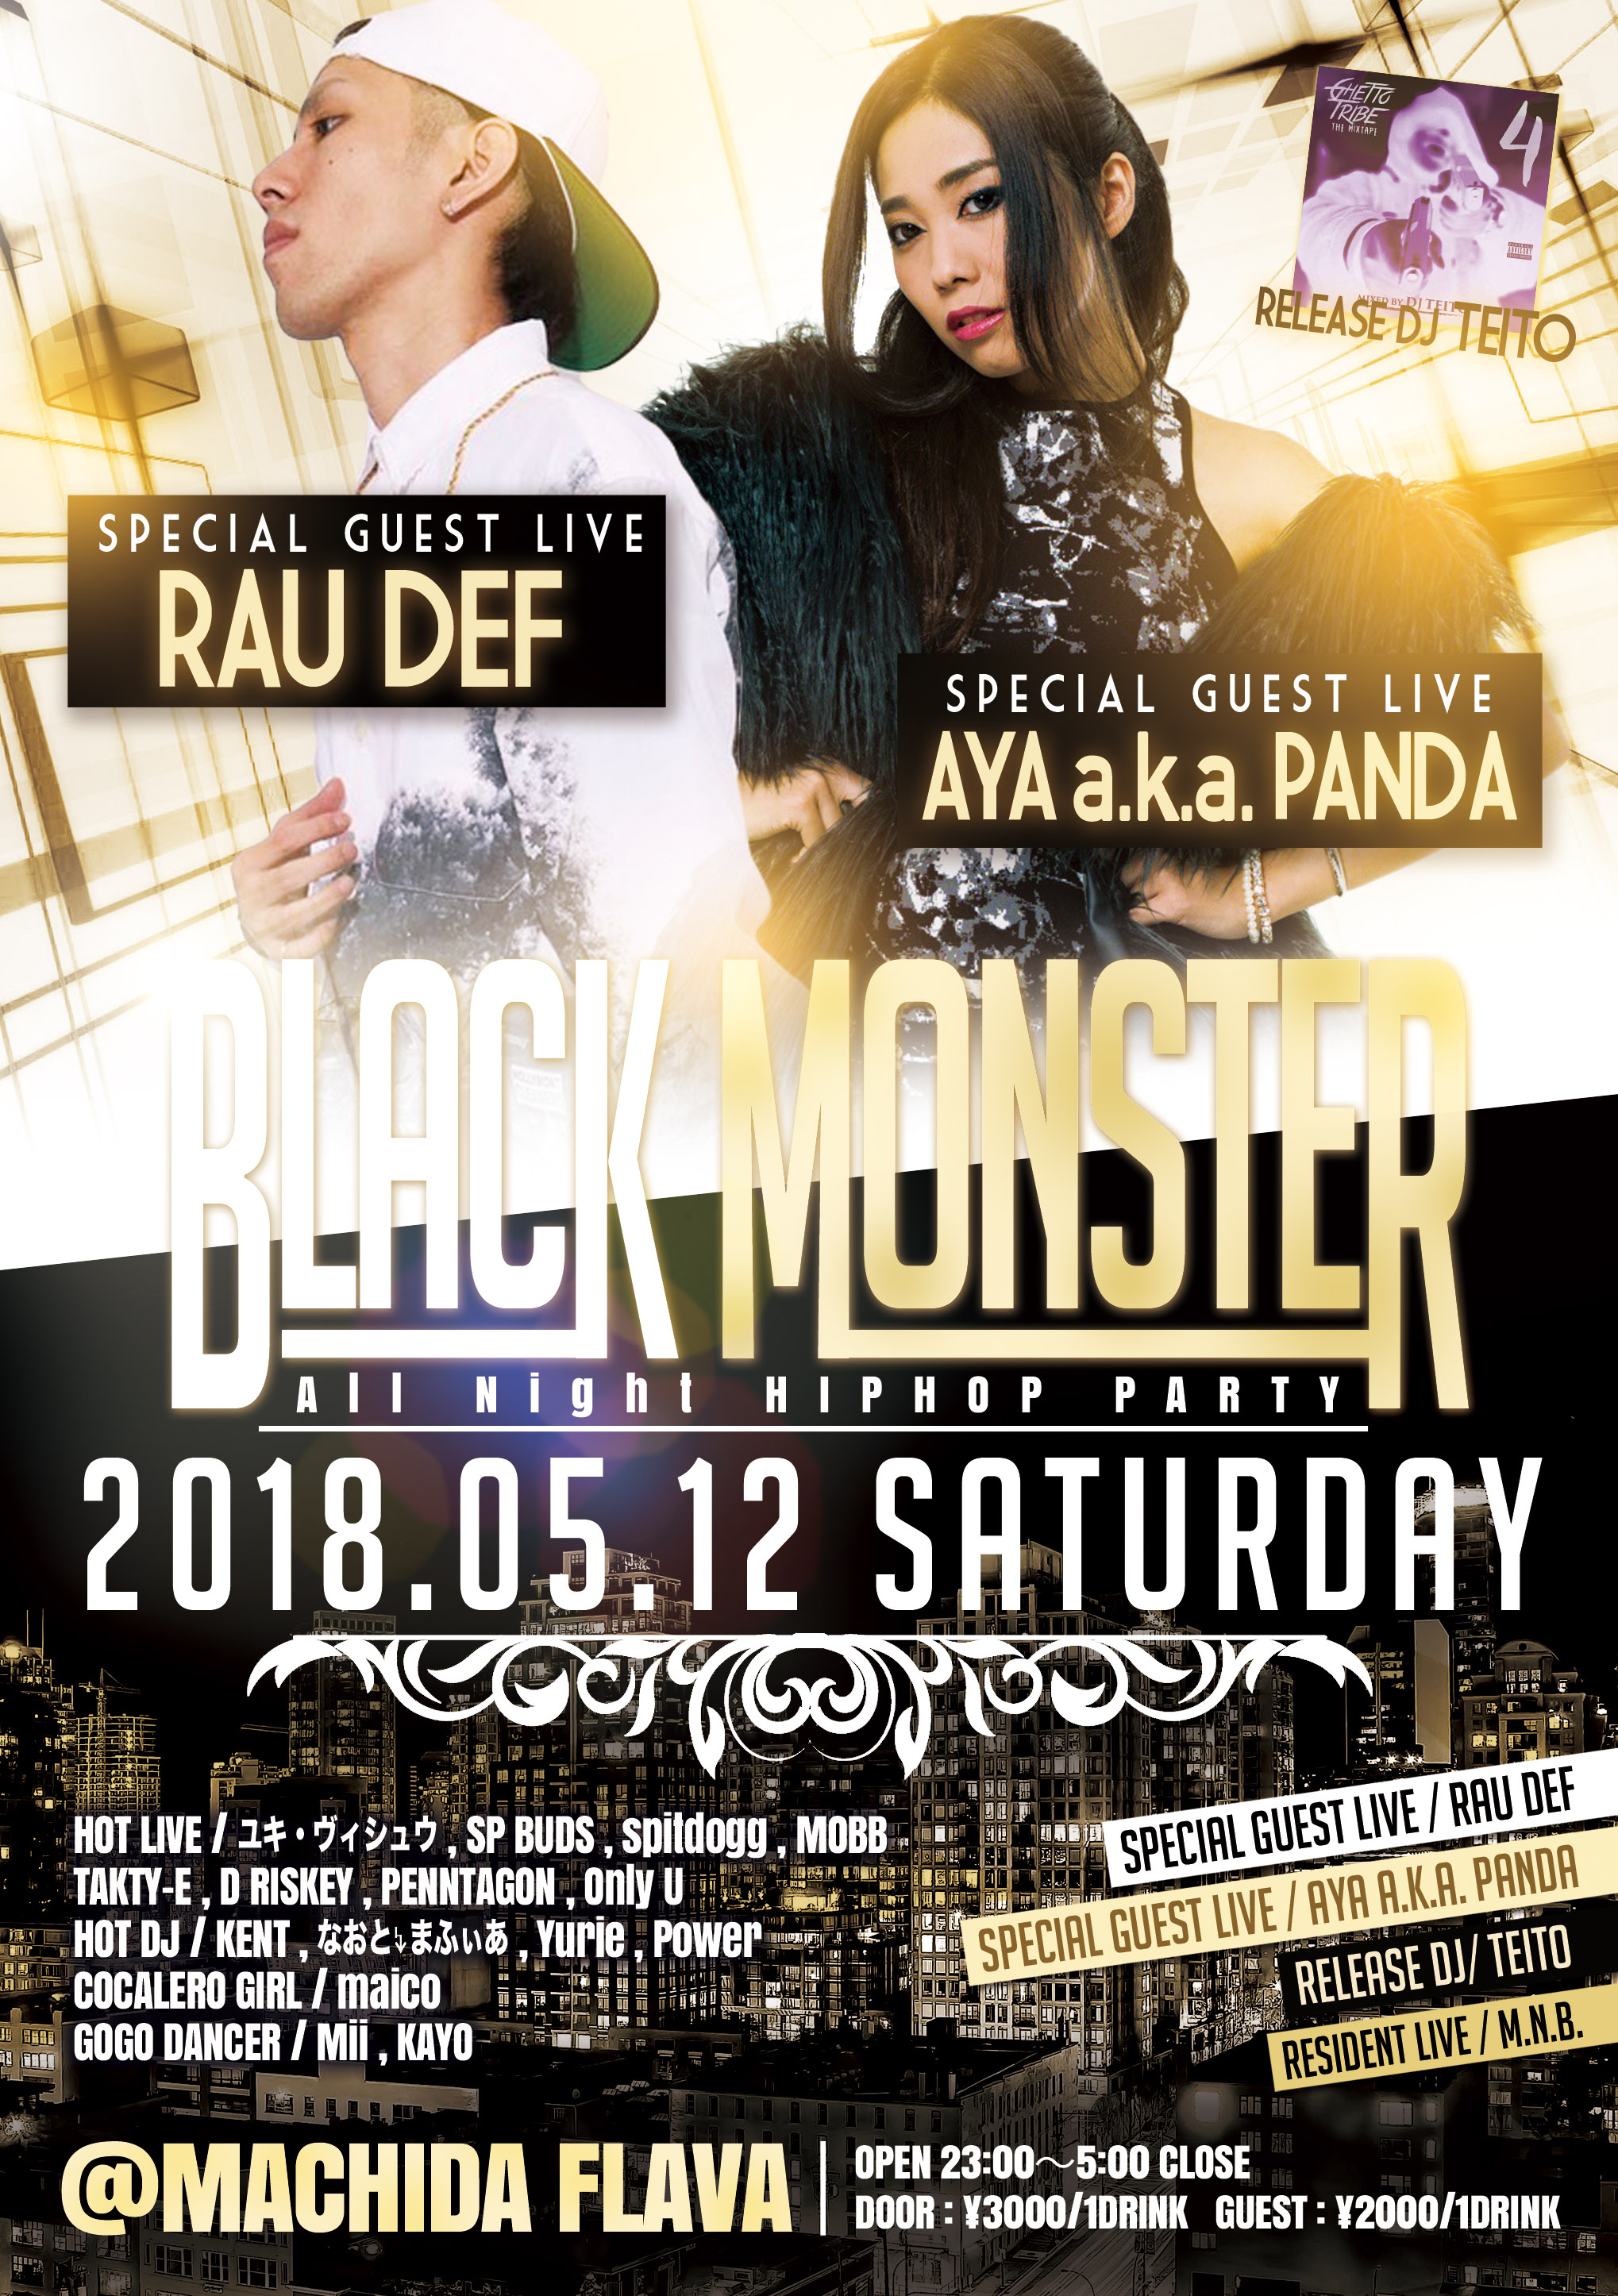 GHETTO
TRIBE
THE MIXTAPE
4
MIXED BY DJ TEITO
RELEASE DJ TEITO
SPECIAL GUEST LIVE
RAU DEF
SPECIAL GUEST LIVE
AYA a.k.a. PANDA
BLACK MONSTER
All Night HIPHOP PARTY
2018.05.12 SATURDAY
HOT LIVE / ユキ・ヴィシュウ , SP BUDS , spitdogg , MOBB
TAKTY-E , D RISKEY , PENNTAGON , Only U
HOT DJ / KENT , なおと↓まふぃあ , Yurie , Power
COCALERO GIRL / maico
GOGO DANCER / Mii , KAYO
SPECIAL GUEST LIVE / RAU DEF
SPECIAL GUEST LIVE / AYA A.K.A. PANDA
RELEASE DJ/ TEITO
RESIDENT LIVE / M.N.B.
@MACHIDA FLAVA
OPEN 23:00〜5:00 CLOSE
DOOR : ¥3000/1DRINK GUEST : ¥2000/1DRINK